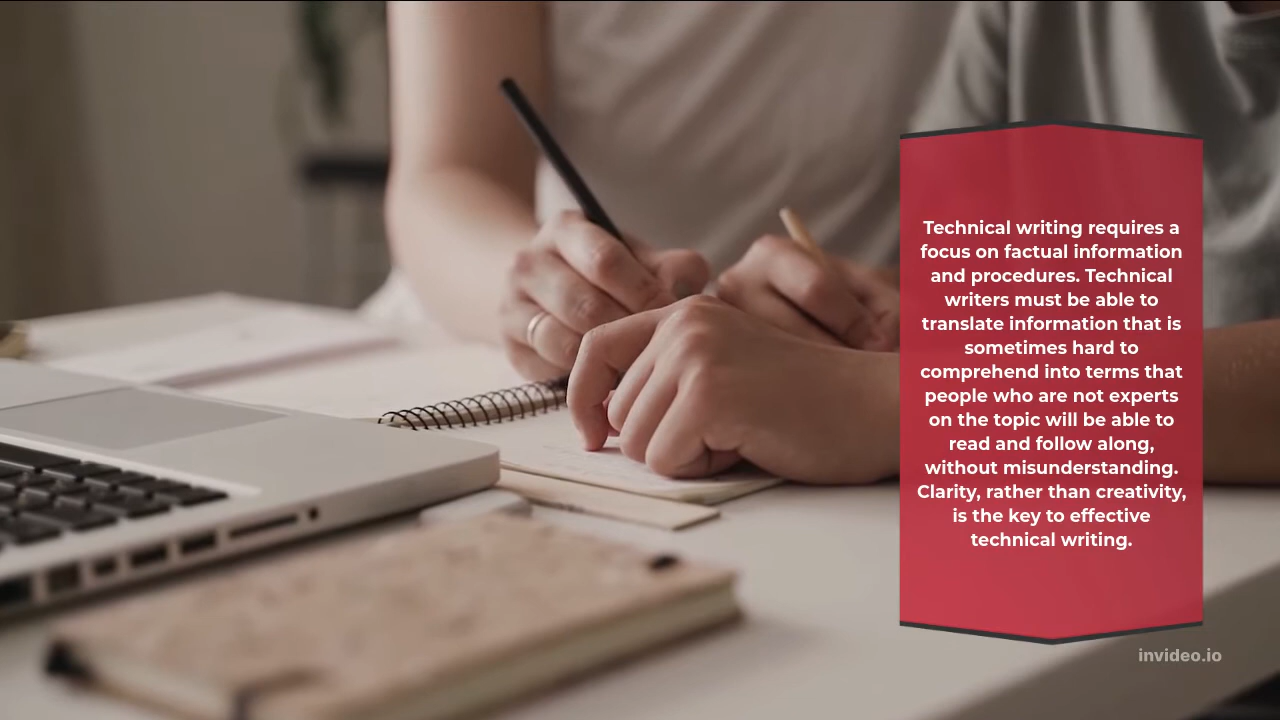 Technical writing requires a
focus on factual information
and procedures. Technical
writers must be able to
translate information that is
sometimes hard to
comprehend into terms that
people who are not experts
on the topic will be able to
read and follow along,
without misunderstanding.
Clarity, rather than creativity,
is the key to effective
technical writing.
invideo.io